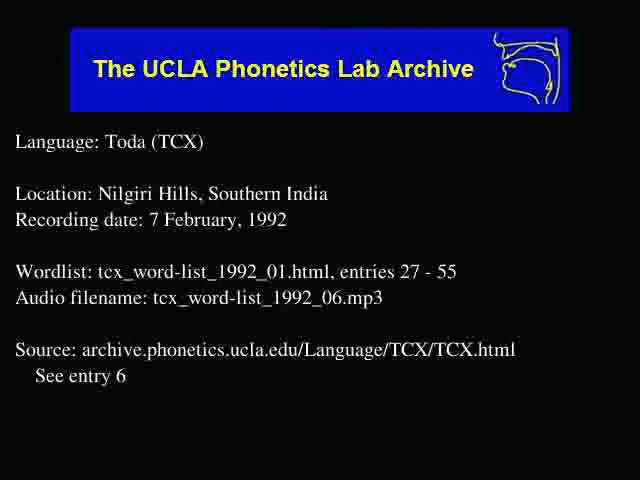 The UCLA Phonetics Lab Archive
Language: Toda (TCX)
Location: Nilgiri Hills, Southern India
Recording date: 7 February, 1992
Wordlist: tcx_word-list_1992_01.html, entries 27 - 55
Audio filename: tcx_word-list_1992_06.mp3
Source: archive.phonetics.ucla.edu/Language/TCX/TCX.html
See entry 6